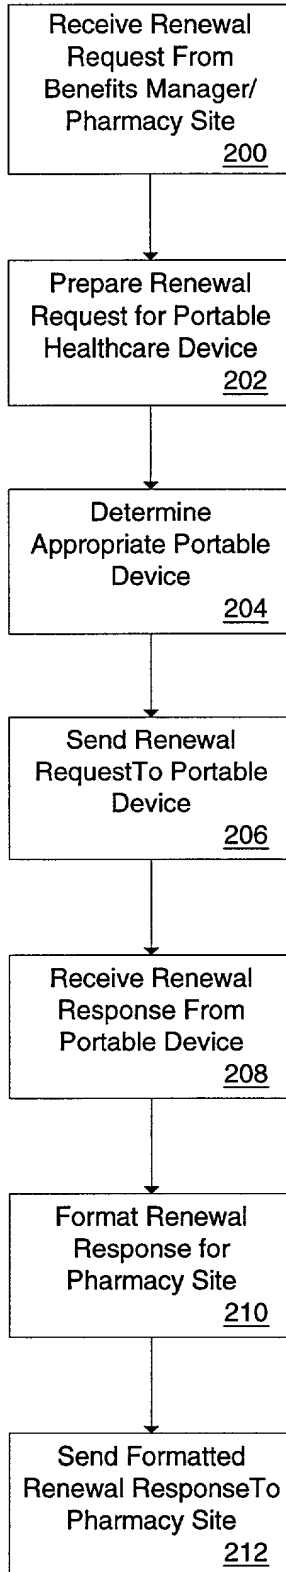 Receive Renewal
Request From
Benefits Manager/
Pharmacy Site
200
Prepare Renewal
Request for Portable
Healthcare Device
202
Determine
Appropriate Portable
Device
204
Send Renewal
RequestTo Portable
Device
206
Receive Renewal
Response From
Portable Device
208
Format Renewal
Response for
Pharmacy Site
210
Send Formatted
Renewal ResponseTo
Pharmacy Site
212